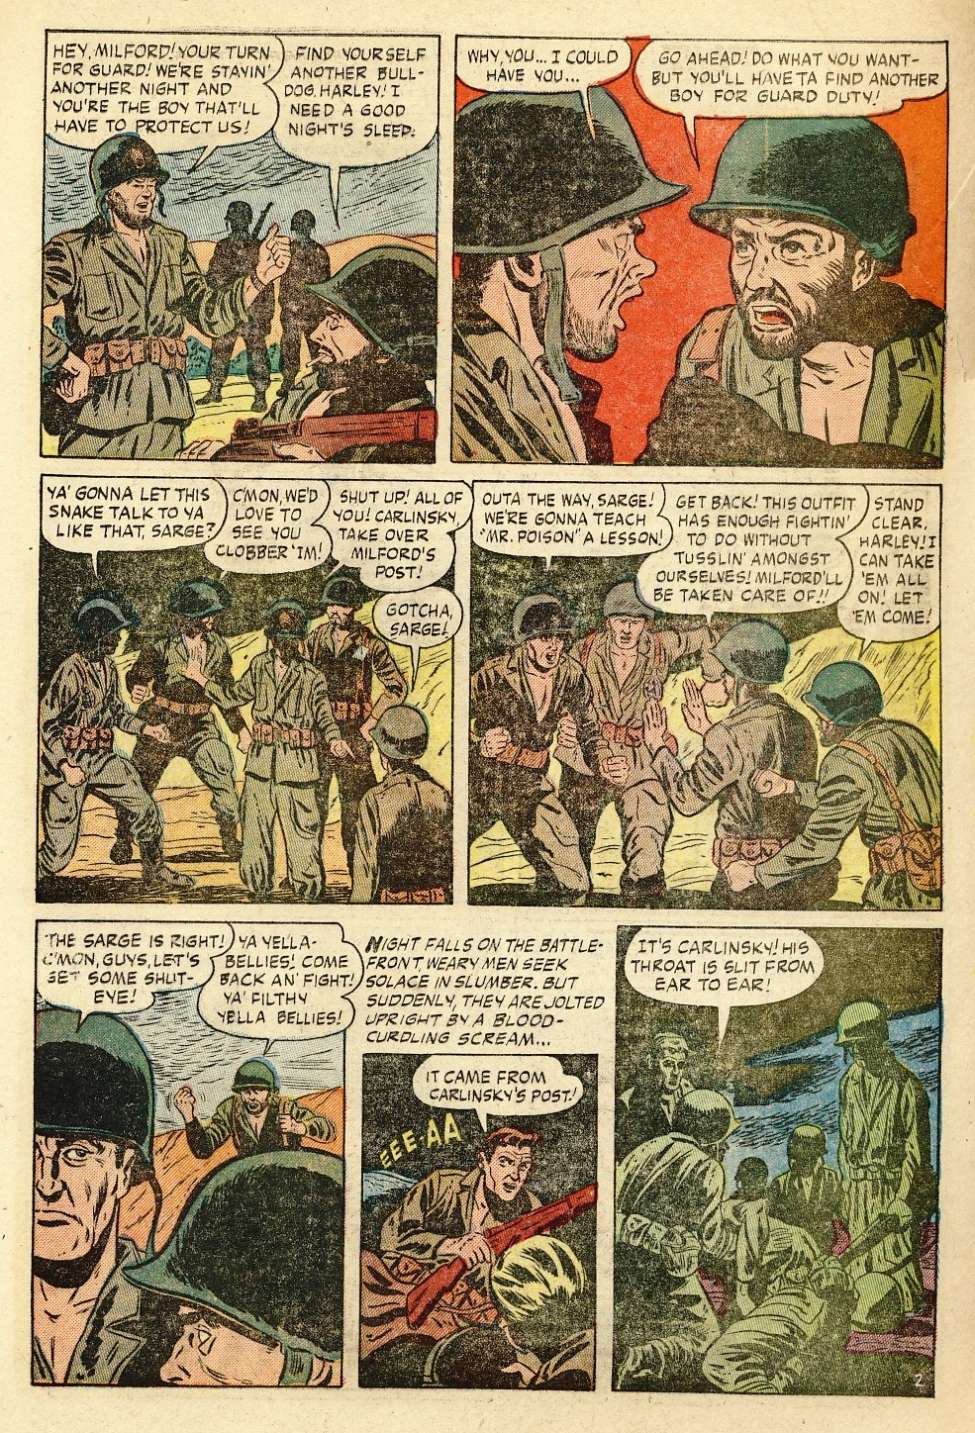 HEY, MILFORD! YOUR TURN
FOR GUARD! WE'RE STAYIN'
ANOTHER NIGHT AND
YOU'RE THE BOY THAT'LL
HAVE TO PROTECT US!
FIND YOURSELF
ANOTHER BULL-
DOG, HARLEY! I
NEED A GOOD
NIGHT'S SLEEP.
WHY, YOU... I COULD
HAVE YOU...
GO AHEAD! DO WHAT YOU WANT-
BUT YOU'LL HAVE TA FIND ANOTHER
BOY FOR GUARD DUTY!
YA' GONNA LET THIS
SNAKE TALK TO YA
LIKE THAT, SARGE?
C'MON, WE'D
LOVE TO
SEE YOU
CLOBBER 'IM!
SHUT UP! ALL OF
YOU! CARLINSKY,
TAKE OVER
MILFORD'S
POST!
GOTCHA,
SARGE!
OUTA THE WAY, SARGE!
WE'RE GONNA TEACH
"MR. POISON" A LESSON!
GET BACK! THIS OUTFIT
HAS ENOUGH FIGHTIN'
TO DO WITHOUT
TUSSLIN' AMONGST
OURSELVES! MILFORD'LL
BE TAKEN CARE OF!!
STAND
CLEAR,
HARLEY! I
CAN TAKE
'EM ALL
ON! LET
'EM COME!
THE SARGE IS RIGHT!
C'MON, GUYS, LET'S
GET SOME SHUT-
EYE!
YA YELLA-
BELLIES! COME
BACK AN' FIGHT!
YA' FILTHY
YELLA BELLIES!
NIGHT FALLS ON THE BATTLE-
FRONT, WEARY MEN SEEK
SOLACE IN SLUMBER. BUT
SUDDENLY, THEY ARE JOLTED
UPRIGHT BY A BLOOD-
CURDLING SCREAM...
IT CAME FROM
CARLINSKY'S POST!
EEE-AA
IT'S CARLINSKY! HIS
THROAT IS SLIT FROM
EAR TO EAR!
2